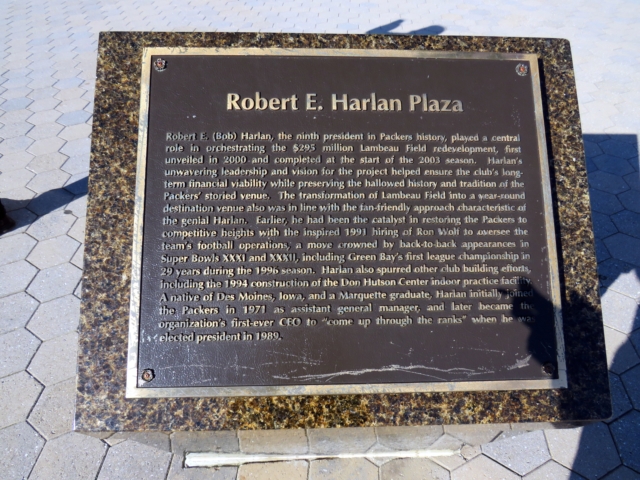 Robert E. Harlan Plaza
Robert E. (Bob) Harlan, the ninth president in Packers history, played a central
role in orchestrating the $295 million Lambeau Field redevelopment, first
unveiled in 2000 and completed at the start of the 2003 season. Harlan's
unwavering leadership and vision for the project helped ensure the club's long-
term financial viability while preserving the hallowed history and tradition of the
Packers' storied venue. The transformation of Lambeau Field into a year-round
destination venue also was in line with the fan-friendly approach characteristic of
the genial Harlan. Earlier, he had been the catalyst in restoring the Packers to
competitive heights with the inspired 1991 hiring of Ron Wolf to oversee the
team's football operations, a move crowned by back-to-back appearances in
Super Bowls XXXI and XXXII, including Green Bay's first league championship in
29 years during the 1996 season. Harlan also spurred other club building efforts,
including the 1994 construction of the Don Hutson Center indoor practice facility.
A native of Des Moines, Iowa, and a Marquette graduate, Harlan initially joined
the Packers in 1971 as assistant general manager, and later became the
organization's first-ever CEO to "come up through the ranks" when he was
elected president in 1989.